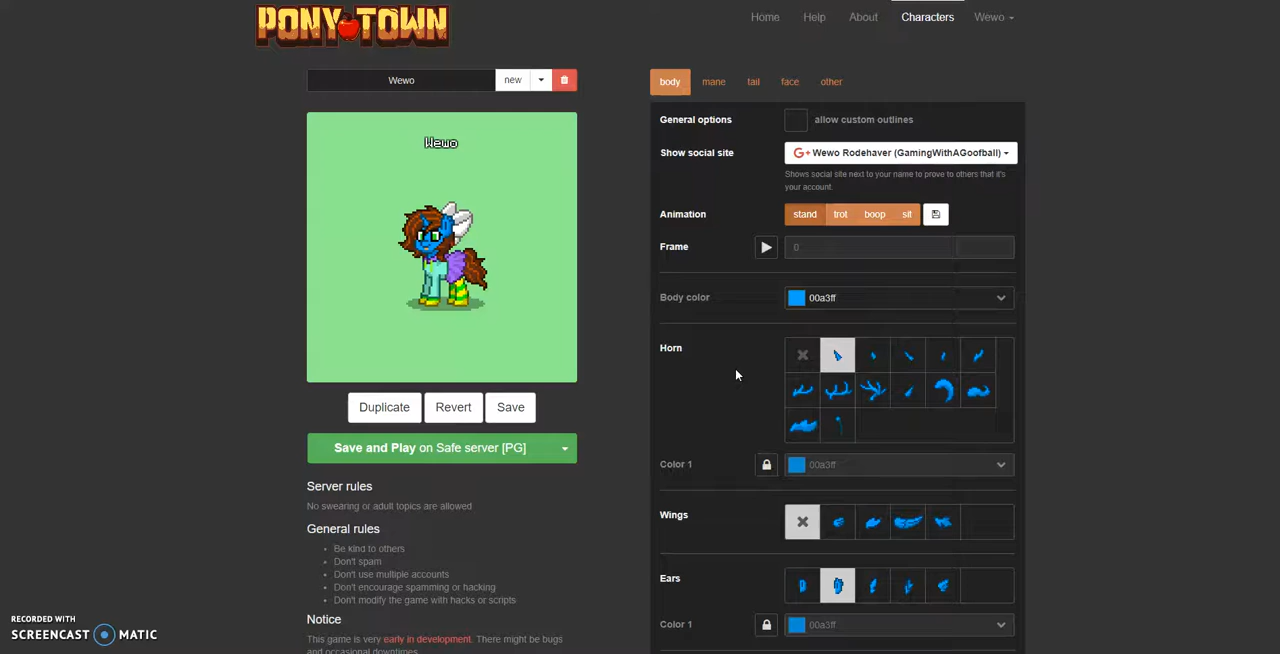 PONY TOWN
Home Help About Characters Wewo
Wewo new
body mane tail face other
Wewo
General options allow custom outlines
Show social site G+ Wewo Rodehaver (GamingWithAGoofball)
Shows social site next to your name to prove to others that it's
your account.
Animation stand trot boop sit
Frame 0
Body color 00a3ff
Horn
Color 1 00a3ff
Wings
Ears
Color 1 00a3ff
Duplicate Revert Save
Save and Play on Safe server [PG]
Server rules
No swearing or adult topics are allowed
General rules
Be kind to others
Don't spam
Don't use multiple accounts
Don't encourage spamming or hacking
Don't modify the game with hacks or scripts
Notice
This game is very early in development. There might be bugs
and occasional downtimes.
RECORDED WITH
SCREENCAST MATIC